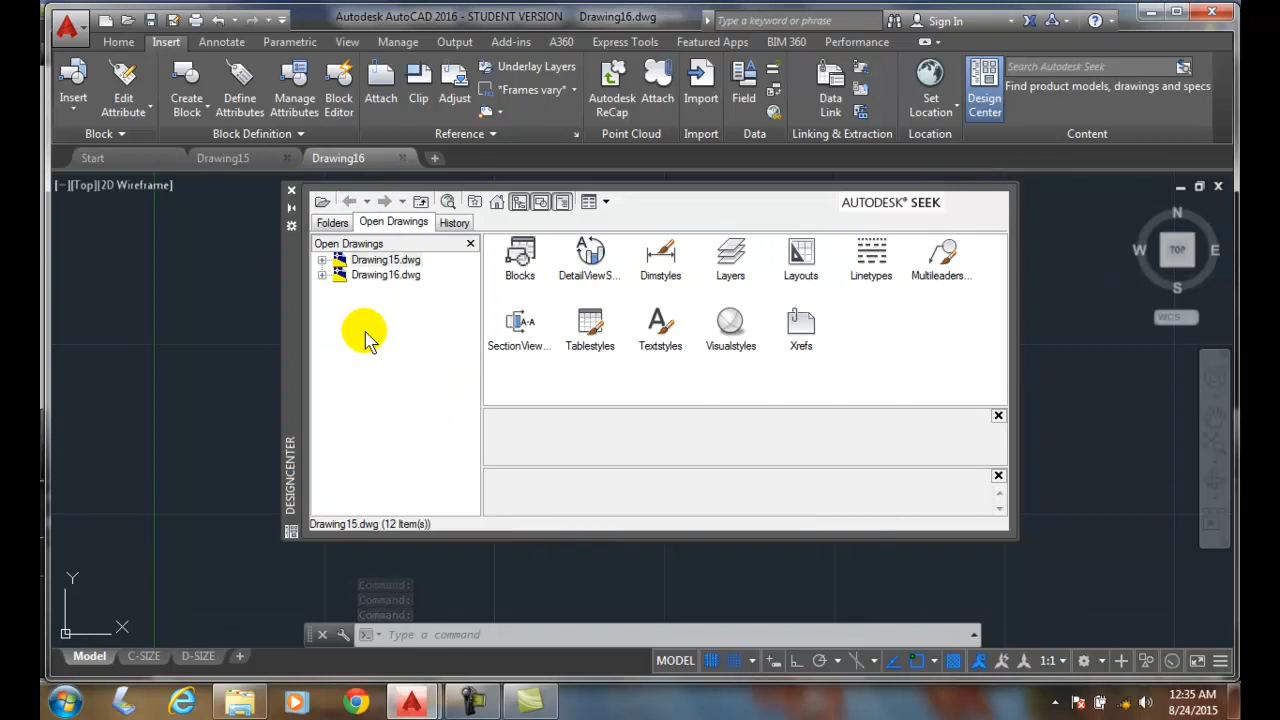 Autodesk AutoCAD 2016 - STUDENT VERSION Drawing16.dwg Type a keyword or phrase Sign In
Home Insert Annotate Parametric View Manage Output Add-ins A360 Express Tools Featured Apps BIM 360 Performance
Underlay Layers
*Frames vary*
Search Autodesk Seek
Find product models, drawings and specs
Insert Edit Attribute Create Block Define Attributes Manage Attributes Block Editor Attach Clip Adjust Autodesk ReCap Attach Import Field Data Link Set Location Design Center
Block Block Definition Reference Point Cloud Import Data Linking & Extraction Location Content
Start Drawing15 Drawing16
[−][Top][2D Wireframe]
AUTODESK® SEEK
Folders Open Drawings History
Open Drawings
Drawing15.dwg
Drawing16.dwg
Blocks DetailViewS... Dimstyles Layers Layouts Linetypes Multileaders...
SectionView... Tablestyles Textstyles Visualstyles Xrefs
DESIGNCENTER
Drawing15.dwg (12 Item(s))
N
W TOP E
S
WCS
Command:
Command:
Command:
Type a command
Y
X
Model C-SIZE D-SIZE
MODEL 1:1
12:35 AM
8/24/2015